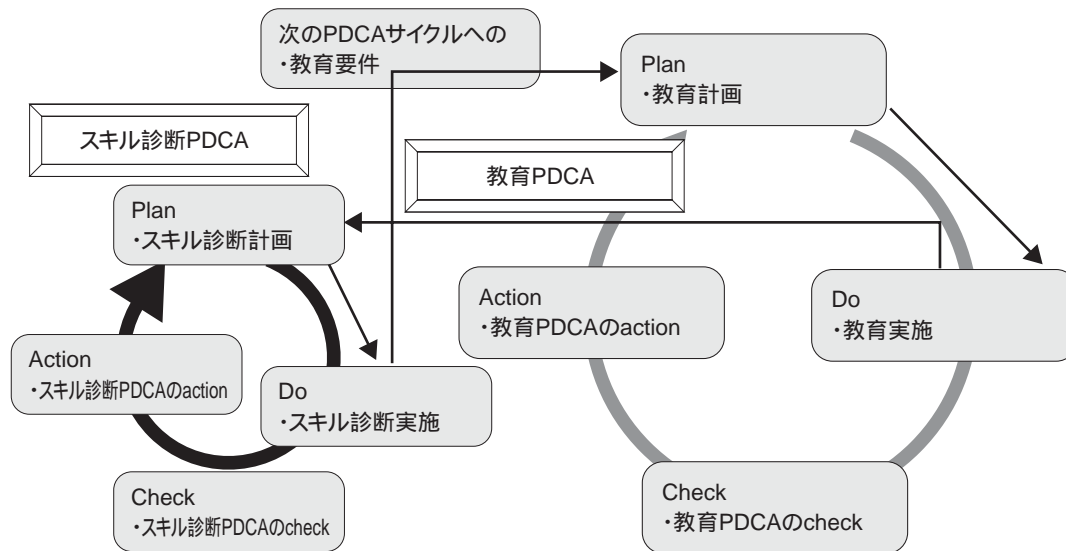 次のPDCAサイクルへの
・教育要件
Plan
・教育計画
スキル診断PDCA
教育PDCA
Plan
・スキル診断計画
Action
・教育PDCAのaction
Do
・教育実施
Action
・スキル診断PDCAのaction
Do
・スキル診断実施
Check
・スキル診断PDCAのcheck
Check
・教育PDCAのcheck